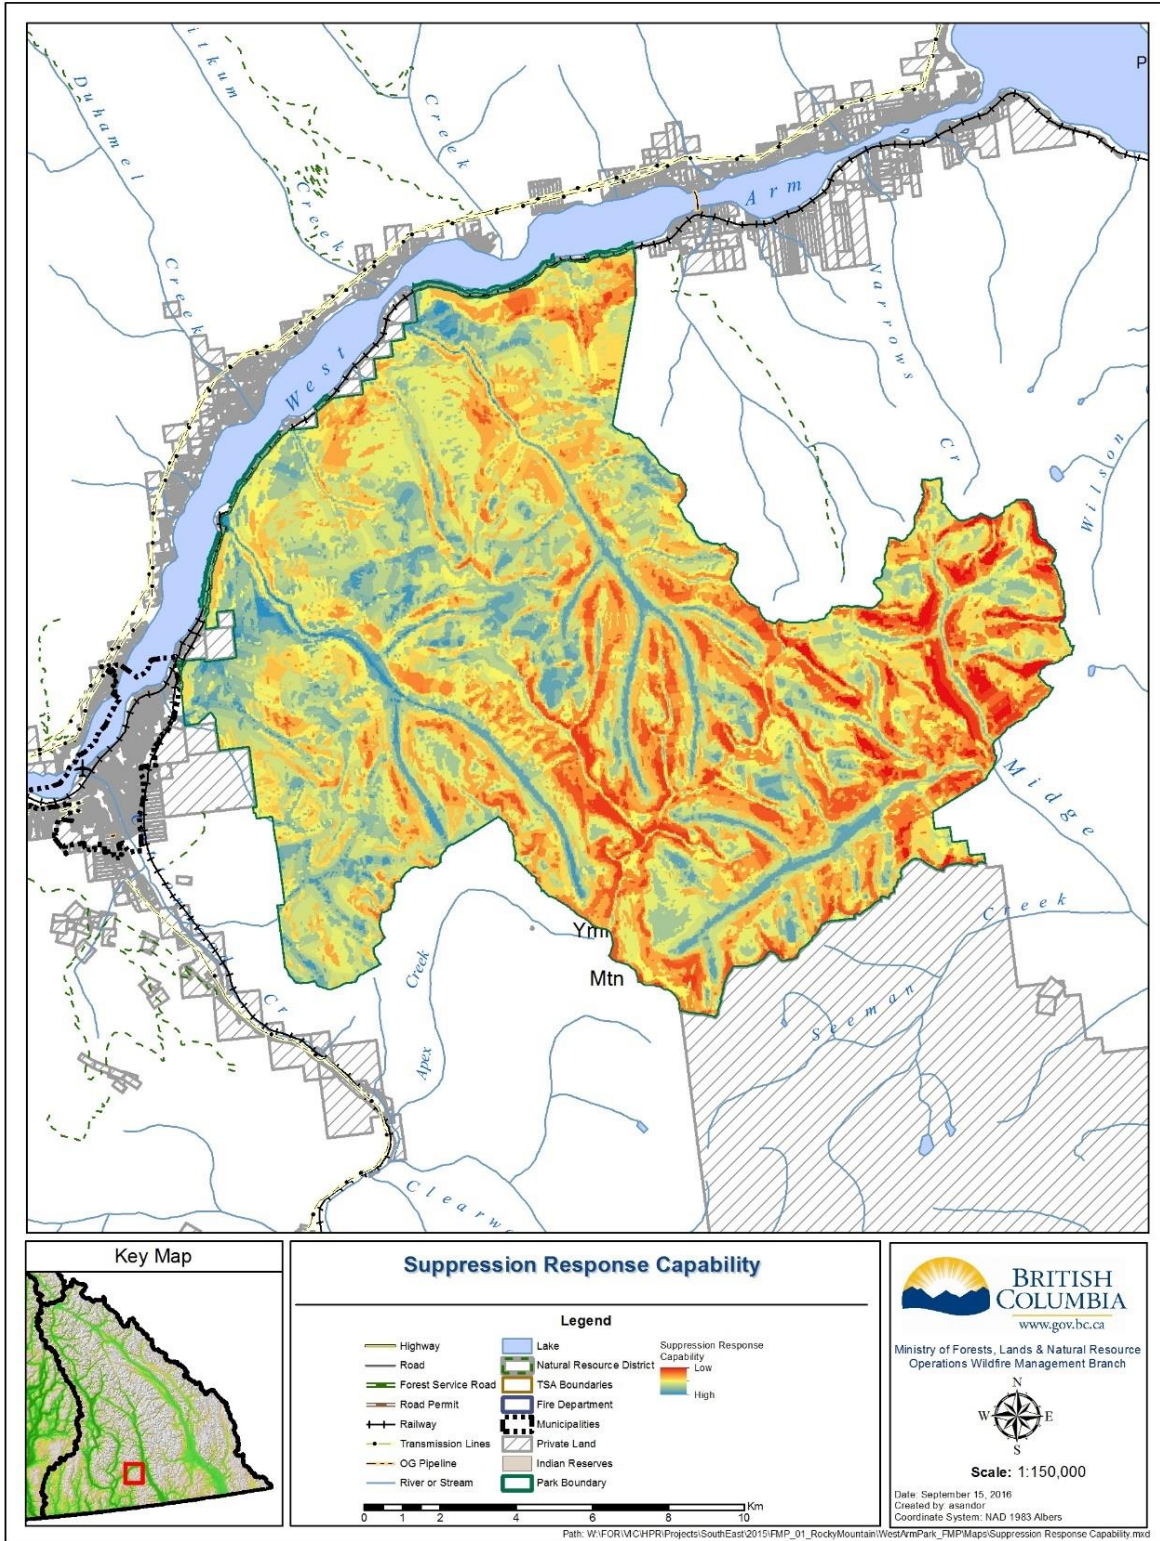 P
itkum
Creek
Duhamel
Creek
Creek
Creek
Arm
West
Narrows
Cr
Wilson
Midge
Creek
Seeman
Ym
Mtn
Creek
Apex
Cr
Clearw
Key Map
Suppression Response Capability
Legend
Highway
Road
Forest Service Road
Road Permit
Railway
Transmission Lines
OG Pipeline
River or Stream
Lake
Natural Resource District
TSA Boundaries
Fire Department
Municipalities
Private Land
Indian Reserves
Park Boundary
Suppression Response
Capability
Low
High
0 1 2 4 6 8 10 Km
BRITISH
COLUMBIA
www.gov.bc.ca
Ministry of Forests, Lands & Natural Resource
Operations Wildfire Management Branch
N
W E
S
Scale: 1:150,000
Date: September 15, 2016
Created by: asandor
Coordinate System: NAD 1983 Albers
Path: W:\FOR\VIC\HPR\Projects\SouthEast\2015\FMP_01_RockyMountain\WestArmPark_FMP\Maps\Suppression Response Capability.mxd